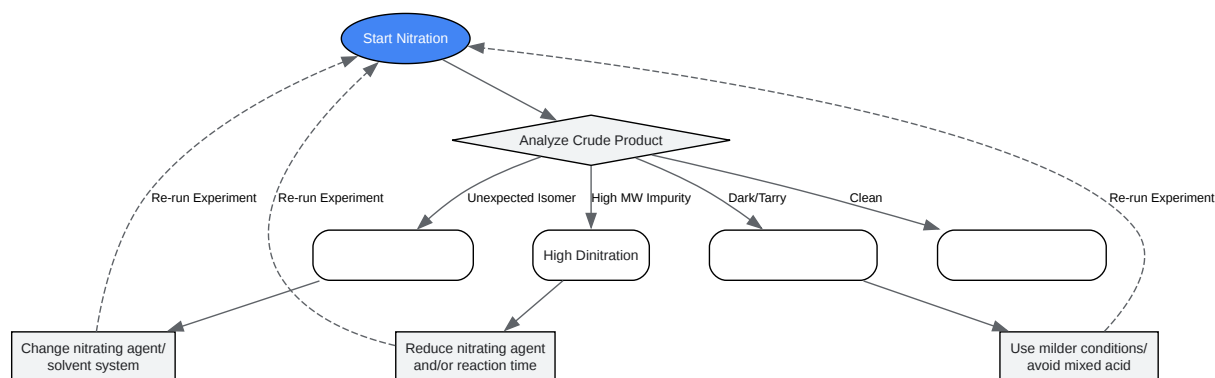 Start Nitration
Analyze Crude Product
Re-run Experiment
Re-run Experiment
Unexpected Isomer
High MW Impurity
Dark/Tarry
Clean
Re-run Experiment
High Dinitration
Change nitrating agent/
solvent system
Reduce nitrating agent
and/or reaction time
Use milder conditions/
avoid mixed acid